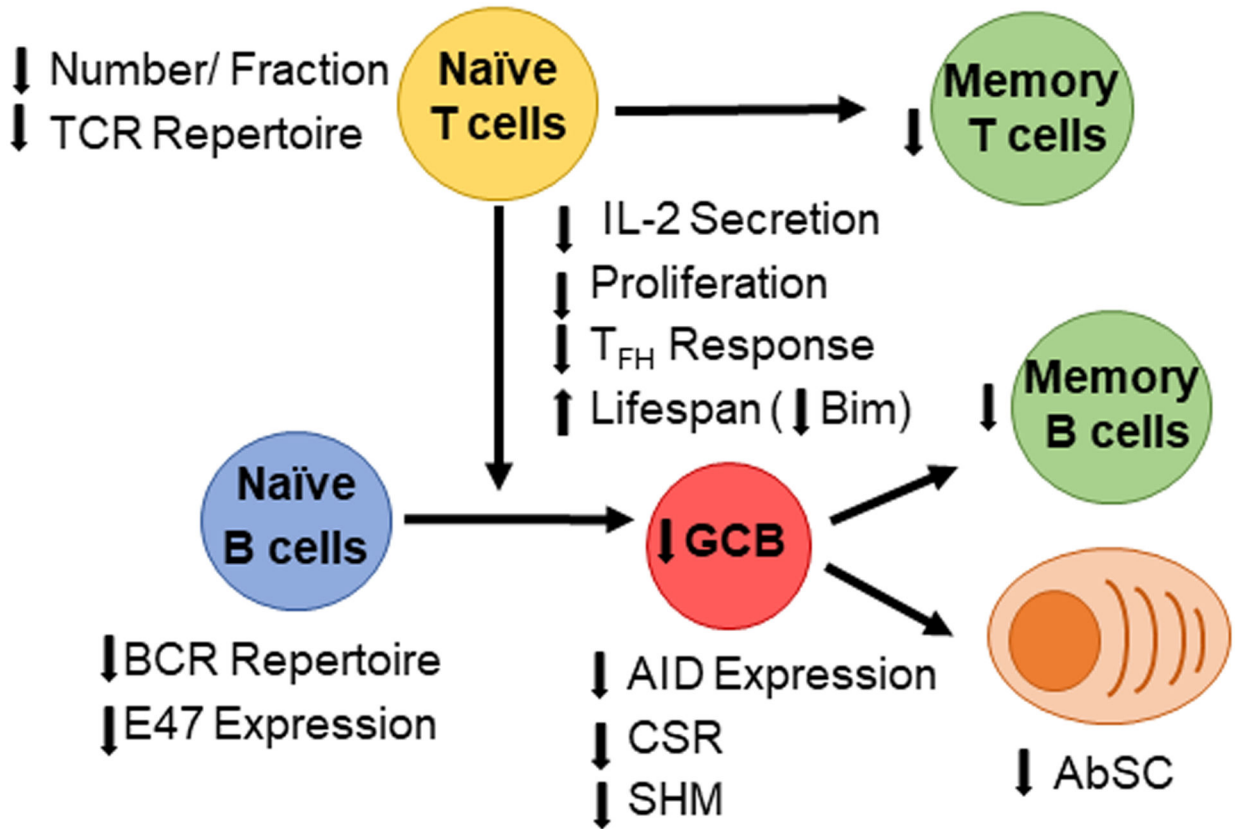 ↓ Number/ Fraction
↓ TCR Repertoire
Naïve
T cells
Memory
↓ T cells
↓ IL-2 Secretion
↓ Proliferation
↓ TFH Response
↑ Lifespan (↓ Bim)
Memory
↓ B cells
Naïve
B cells
↓ GCB
↓ BCR Repertoire
↓ E47 Expression
↓ AID Expression
↓ CSR
↓ SHM
↓ AbSC